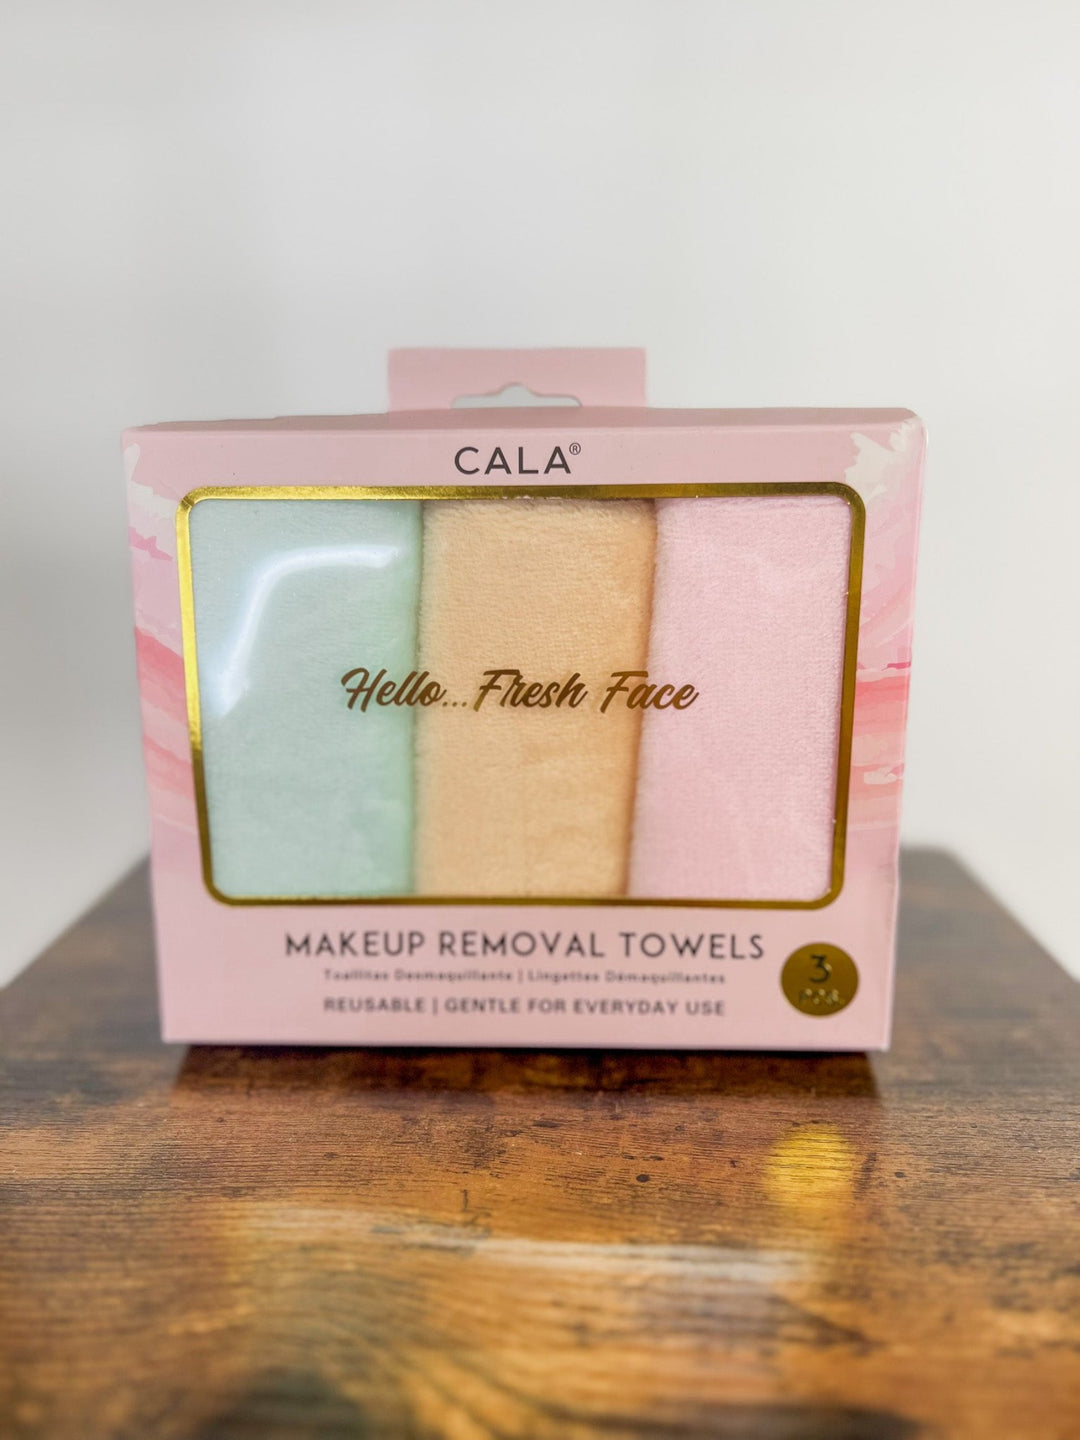 CALA®
Hello...Fresh Face
MAKEUP REMOVAL TOWELS
Toallitas Desmaquillante | Lingettes Démaquillantes
REUSABLE | GENTLE FOR EVERYDAY USE
3